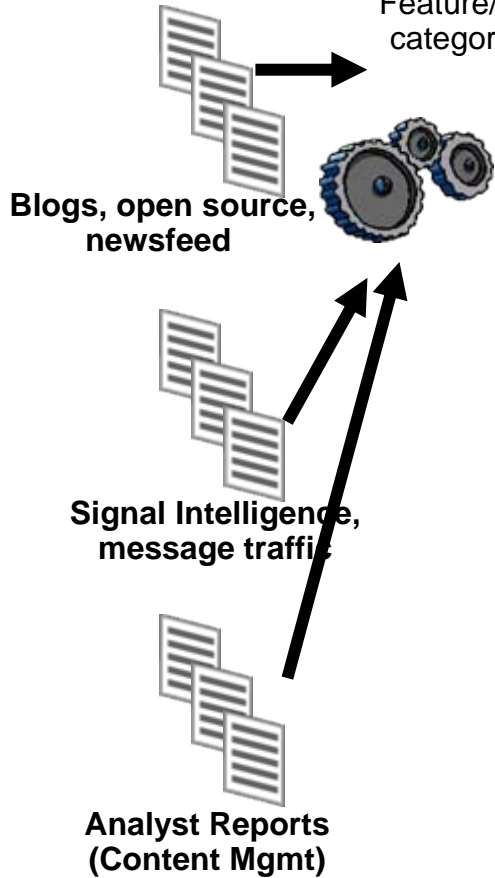 Feature/
categor
Blogs, open source,
newsfeed
Signal Intelligence,
message traffic
Analyst Reports
(Content Mgmt)